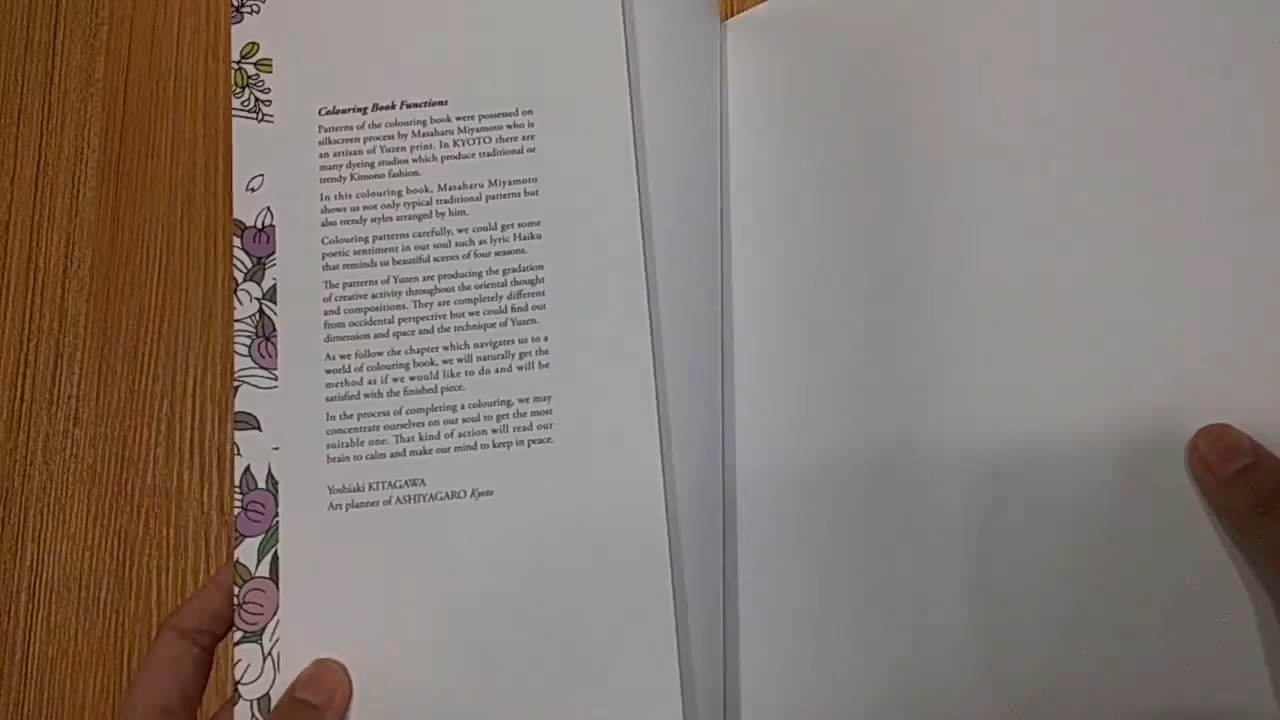 Colouring Book Functions
Patterns of the colouring book were possessed on
silkscreen process by Masaharu Miyamoto who is
an artisan of Yuzen print. In KYOTO there are
many dyeing studios which produce traditional or
trendy Kimono fashion.
In this colouring book, Masaharu Miyamoto
shows us not only typical traditional patterns but
also trendy styles arranged by him.
Colouring patterns carefully, we could get some
poetic sentiment in our soul such as lyric Haiku
that reminds us beautiful scenes of four seasons.
The patterns of Yuzen are producing the gradation
of creative activity throughout the oriental thought
and compositions. They are completely different
from occidental perspective but we could find out
dimension and space and the technique of Yuzen.
As we follow the chapter which navigates us to a
world of colouring book, we will naturally get the
method as if we would like to do and will be
satisfied with the finished piece.
In the process of completing a colouring, we may
concentrate ourselves on our soul to get the most
suitable one. That kind of action will read our
brain to calm and make our mind to keep in peace.
Yoshiaki KITAGAWA
Art planner of ASHIYAGARO Kyoto